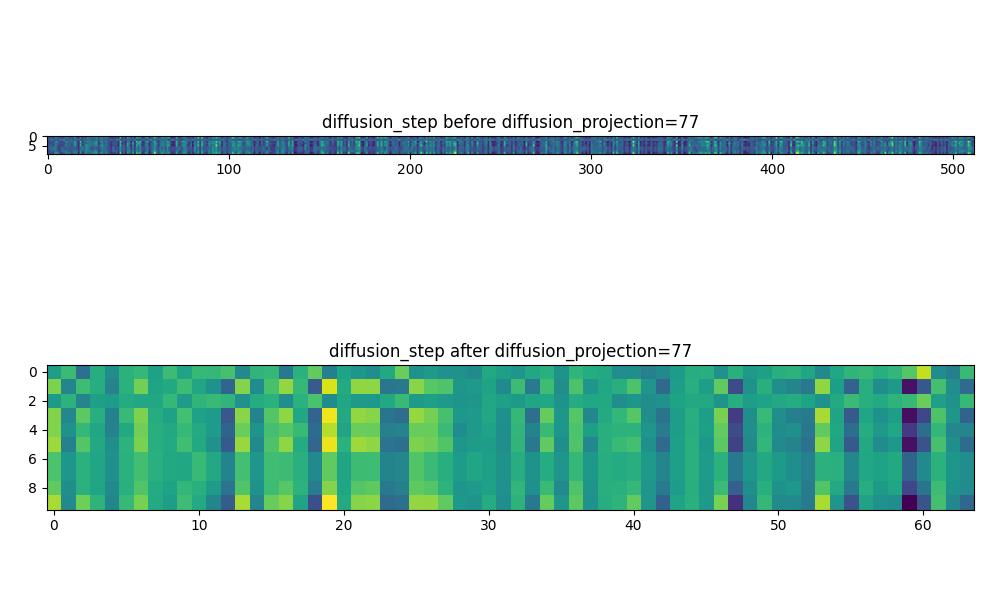 diffusion_step before diffusion_projection=77
0
5
0 100 200 300 400 500
diffusion_step after diffusion_projection=77
0
2
4
6
8
0 10 20 30 40 50 60